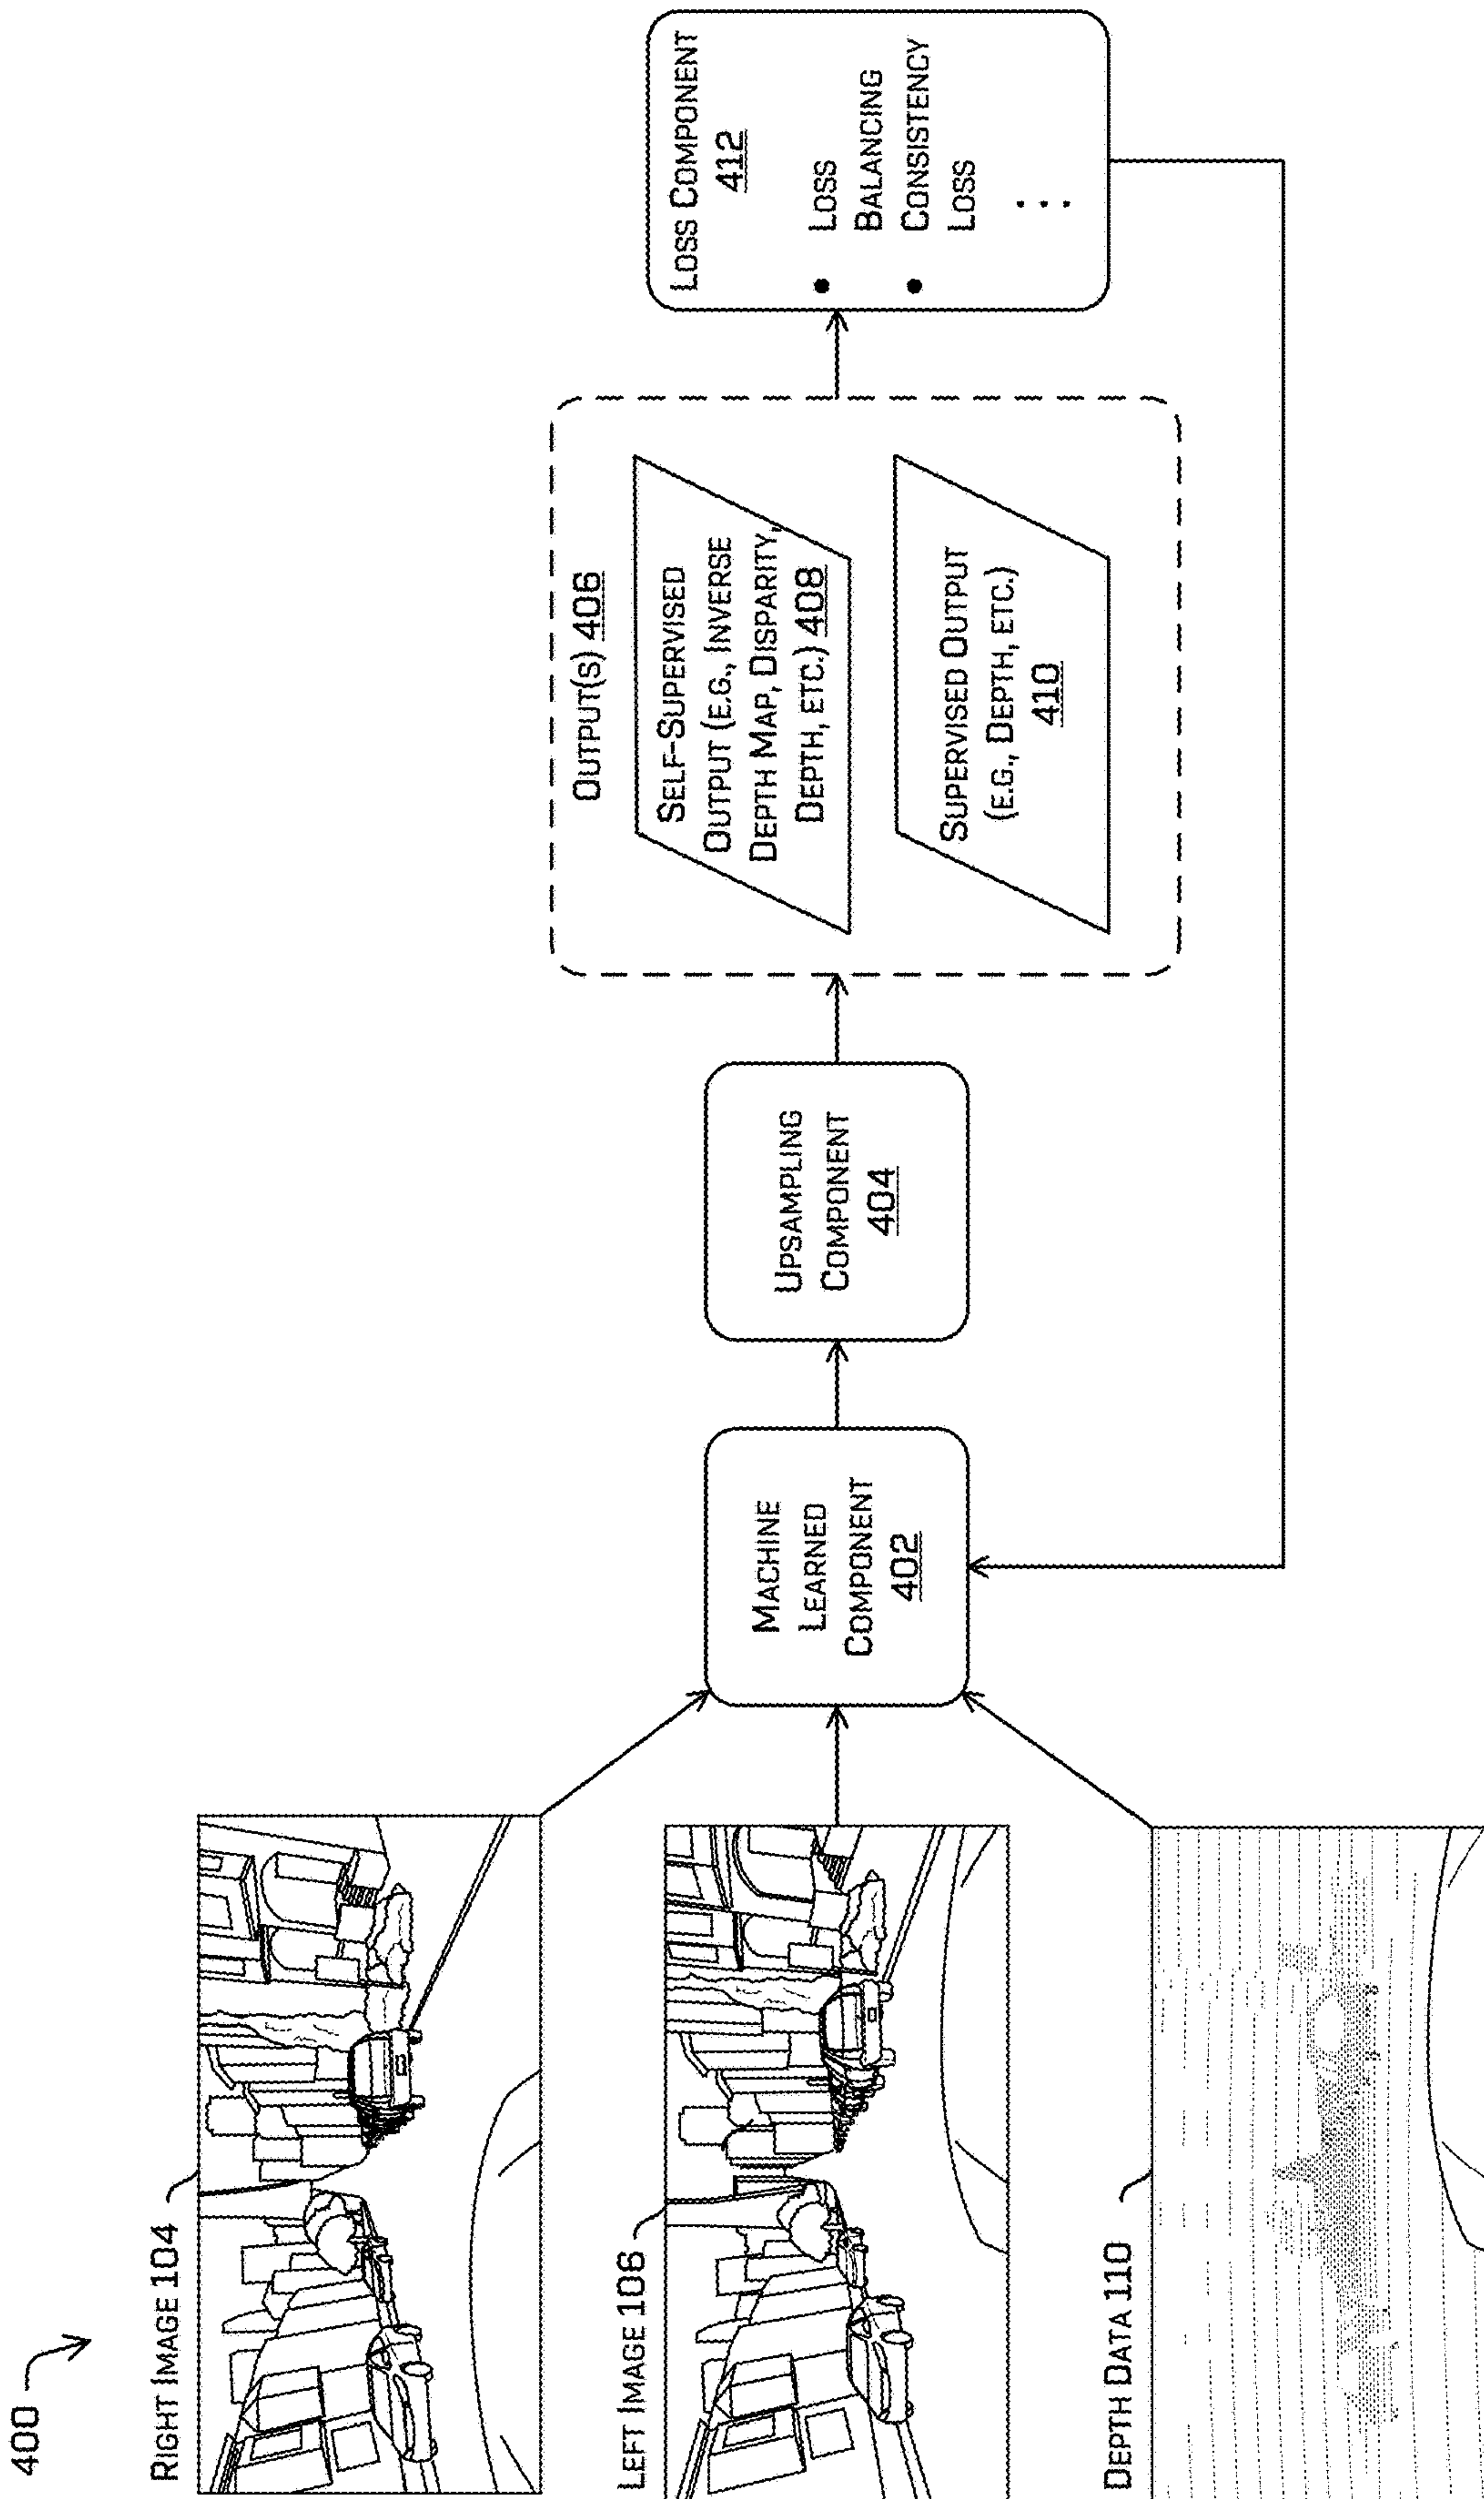 400
RIGHT IMAGE 104
LEFT IMAGE 106
DEPTH DATA 110
MACHINE
LEARNED
COMPONENT
402
UPSAMPLING
COMPONENT
404
OUTPUT(S) 406
SELF-SUPERVISED
OUTPUT (E.G., INVERSE
DEPTH MAP, DISPARITY,
DEPTH, ETC.) 408
SUPERVISED OUTPUT
(E.G., DEPTH, ETC.)
410
LOSS COMPONENT
412
• LOSS
BALANCING
• CONSISTENCY
LOSS
⋮